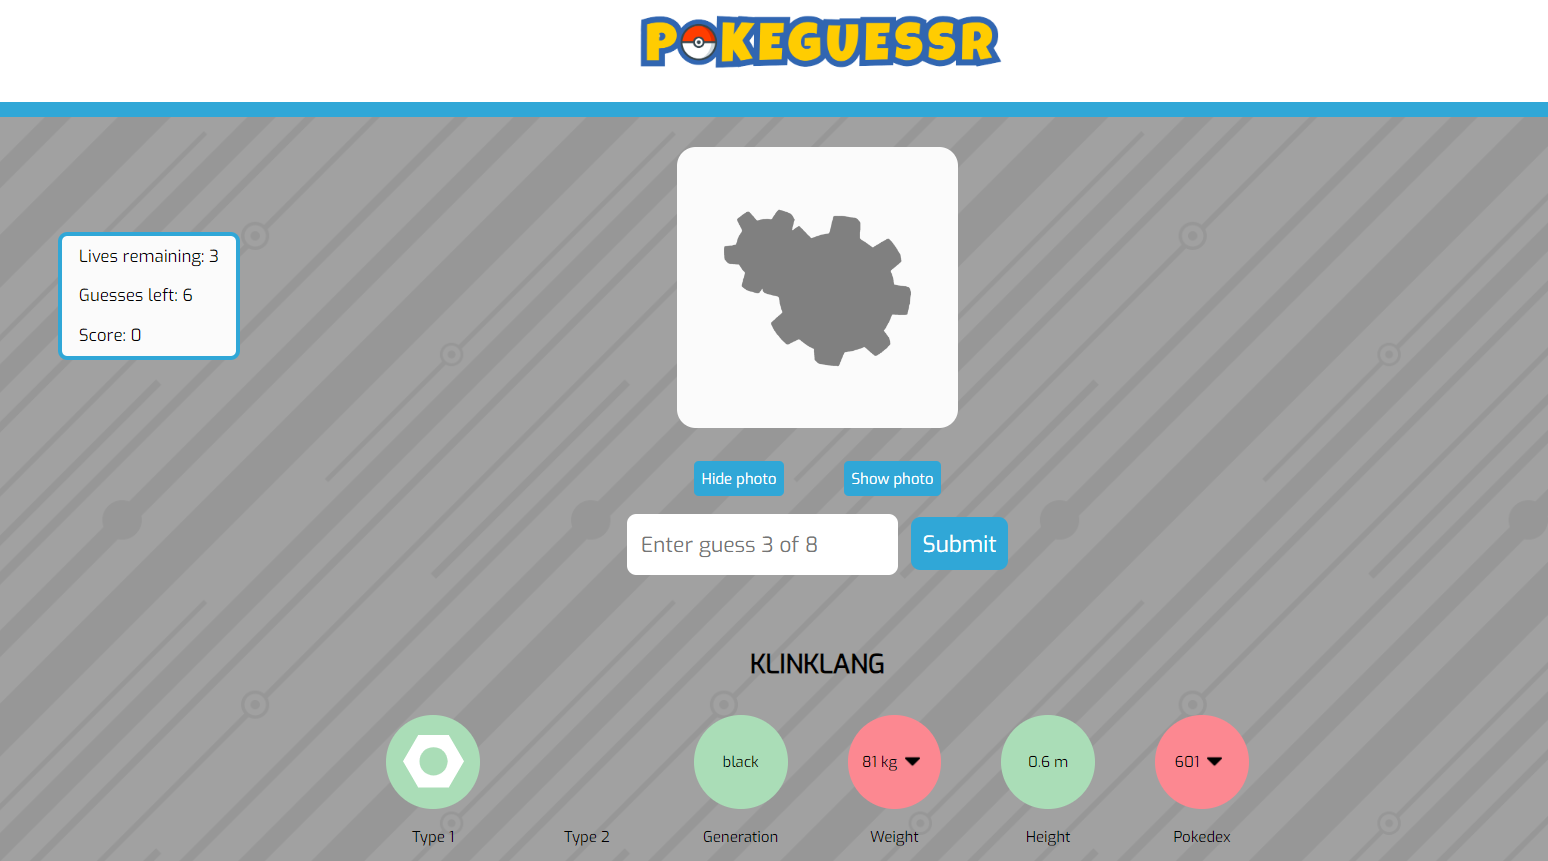 POKEGUESSR
Lives remaining: 3
Guesses left: 6
Score: 0
Hide photo
Show photo
Enter guess 3 of 8
Submit
KLINKLANG
black
81 kg
0.6 m
601
Type 1
Type 2
Generation
Weight
Height
Pokedex